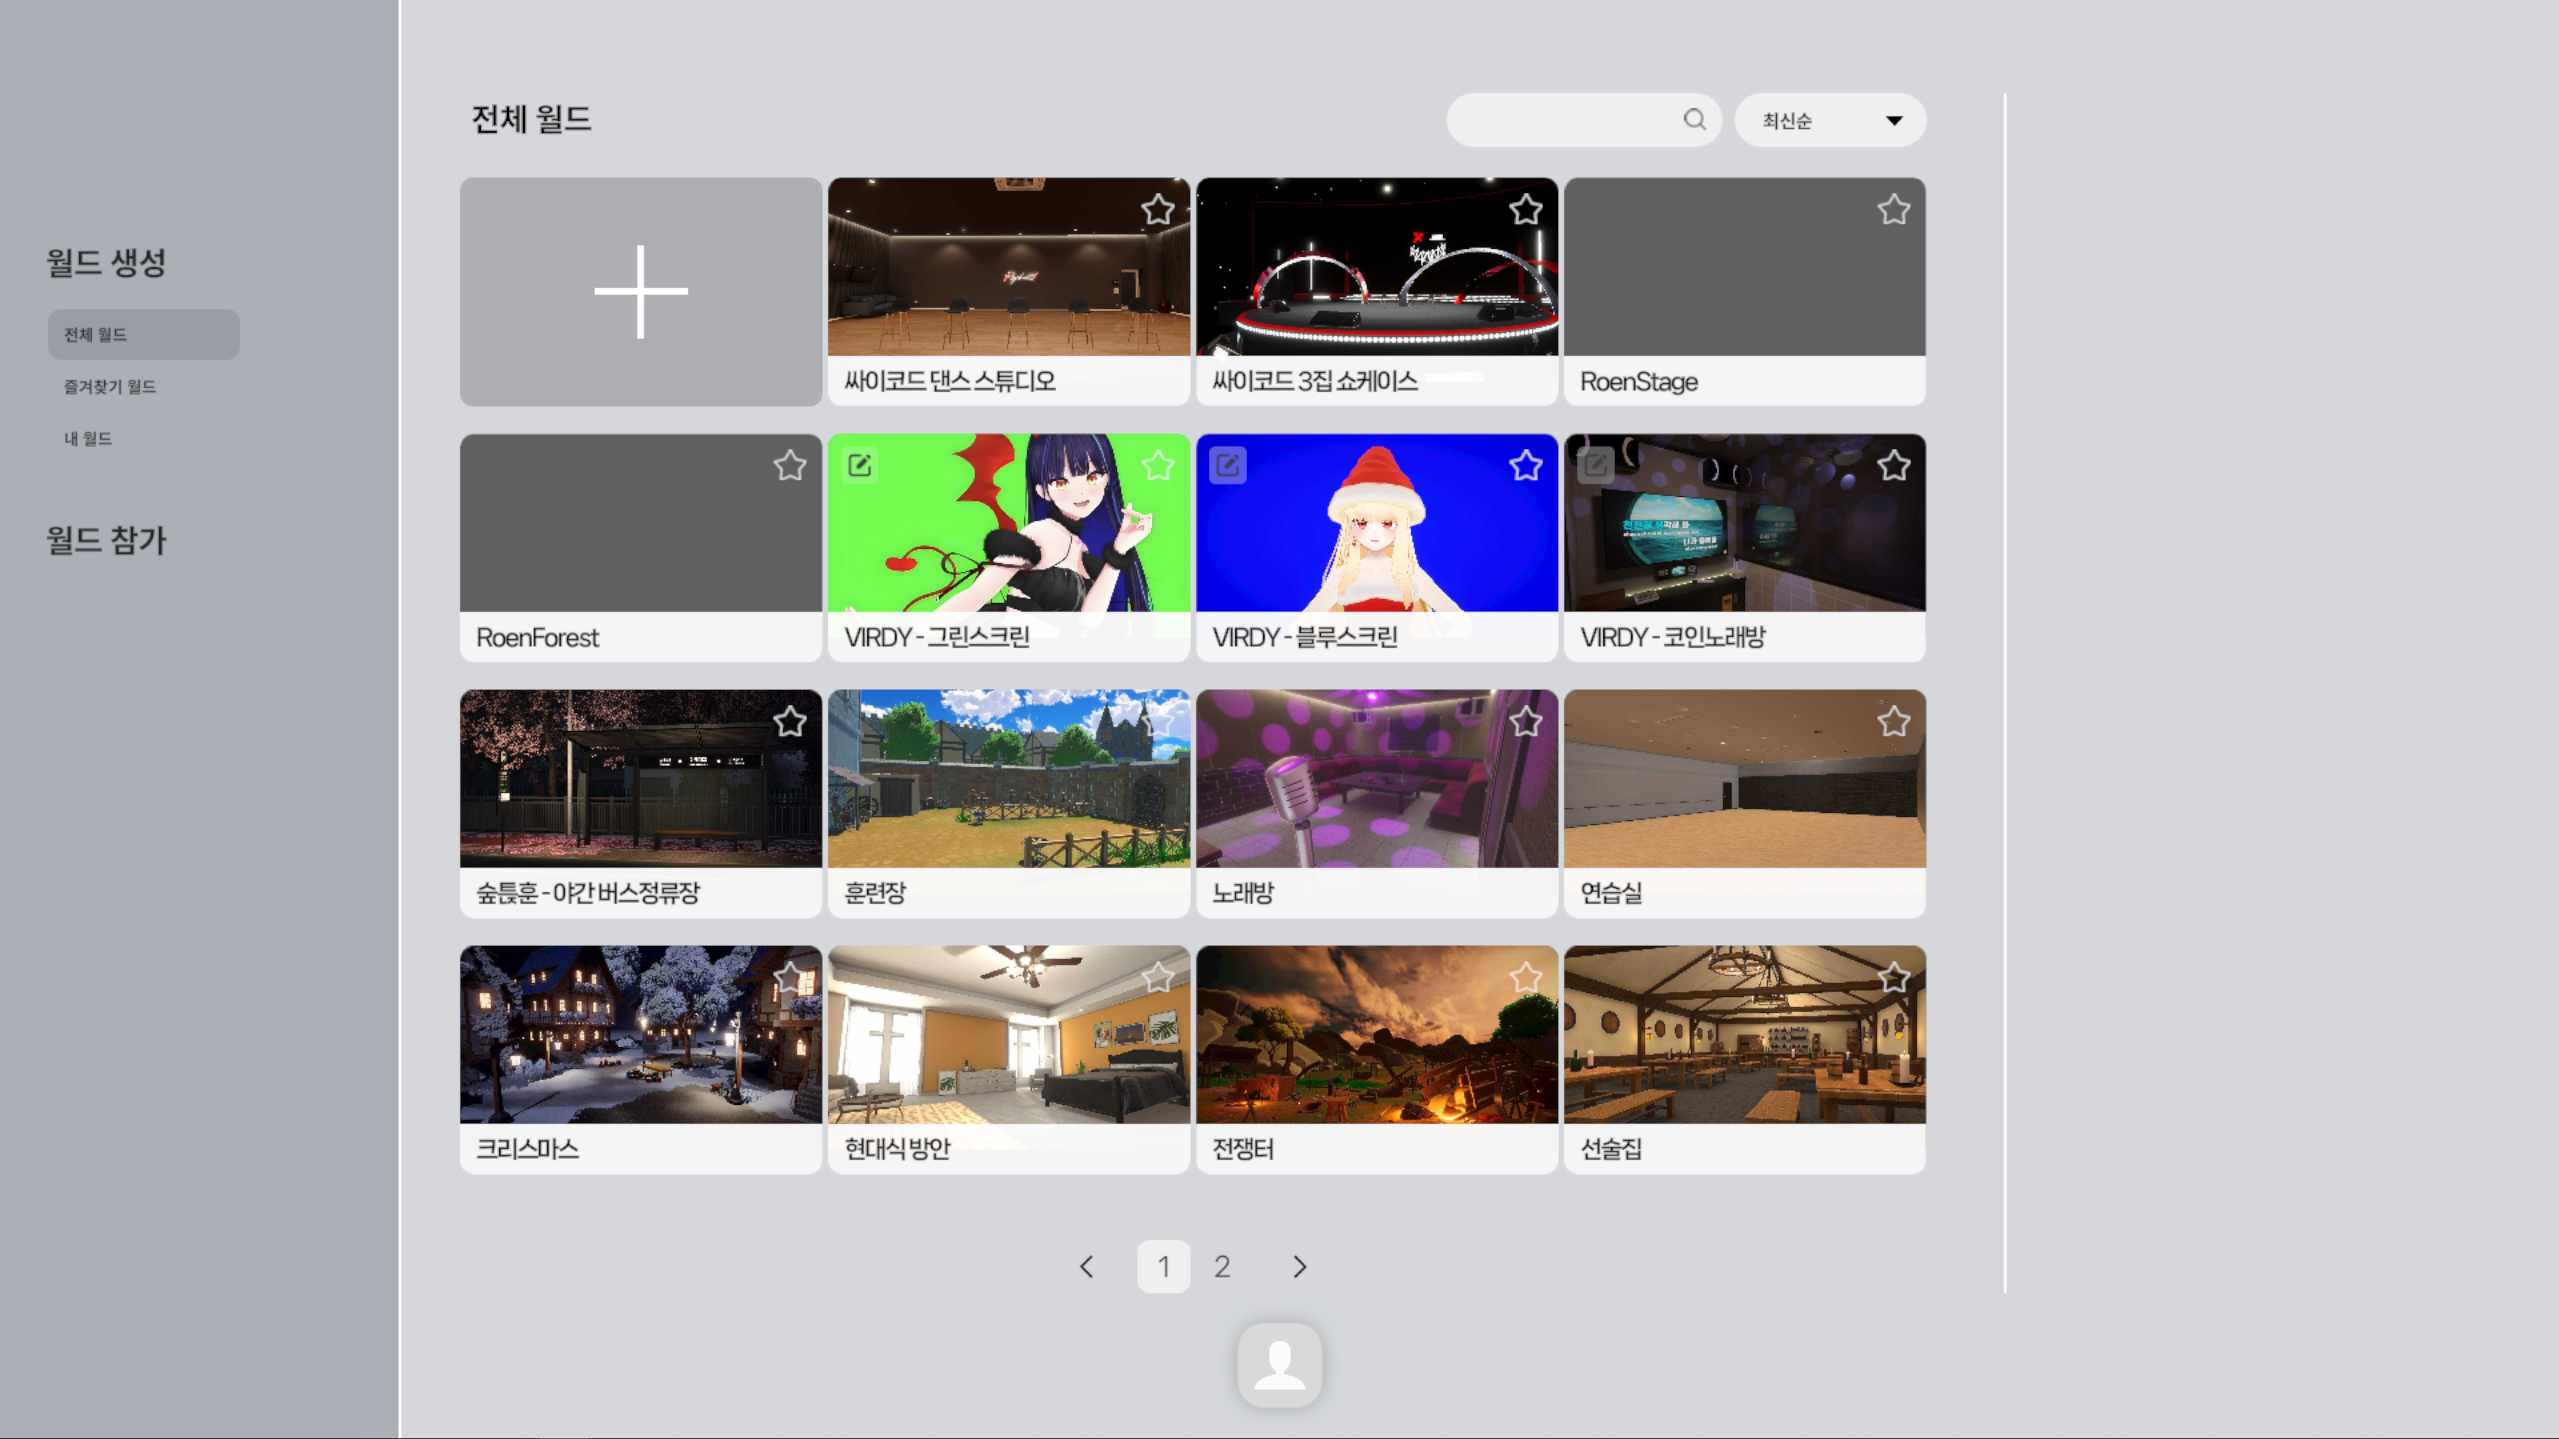 전체 월드
최신순
월드 생성
전체 월드
즐겨찾기 월드
내 월드
월드 참가
싸이코드 댄스 스튜디오
싸이코드 3집 쇼케이스
RoenStage
RoenForest
VIRDY - 그린스크린
VIRDY - 블루스크린
VIRDY - 코인노래방
숲튽훈 - 야간 버스정류장
훈련장
노래방
연습실
크리스마스
현대식 방안
전쟁터
선술집
1
2